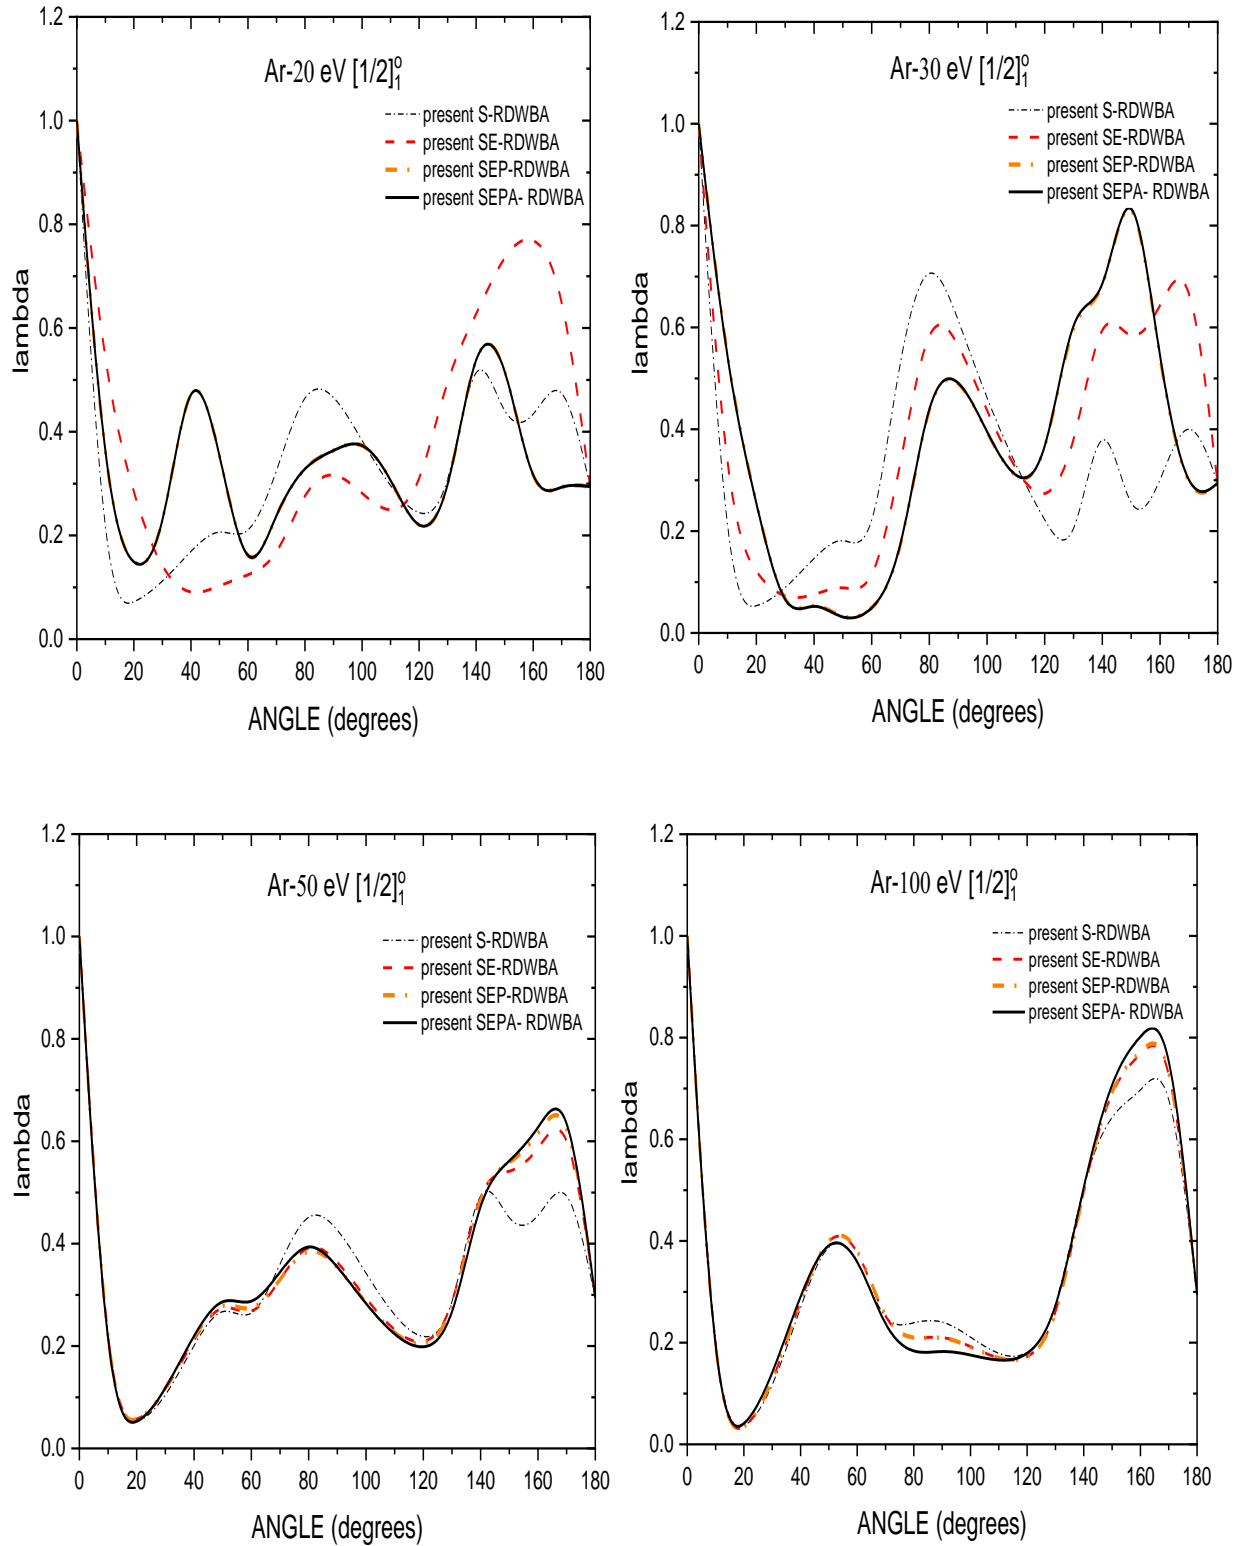 Ar-20 eV [1/2]₁⁰
present S-RDWBA
present SE-RDWBA
present SEP-RDWBA
present SEPA- RDWBA
1.2
1.0
0.8
0.6
0.4
0.2
0.0
lambda
0 20 40 60 80 100 120 140 160 180
ANGLE (degrees)
Ar-30 eV [1/2]₁⁰
present S-RDWBA
present SE-RDWBA
present SEP-RDWBA
present SEPA- RDWBA
1.2
1.0
0.8
0.6
0.4
0.2
0.0
lambda
0 20 40 60 80 100 120 140 160 180
ANGLE (degrees)
Ar-50 eV [1/2]₁⁰
present S-RDWBA
present SE-RDWBA
present SEP-RDWBA
present SEPA- RDWBA
1.2
1.0
0.8
0.6
0.4
0.2
0.0
lambda
0 20 40 60 80 100 120 140 160 180
ANGLE (degrees)
Ar-100 eV [1/2]₁⁰
present S-RDWBA
present SE-RDWBA
present SEP-RDWBA
present SEPA- RDWBA
1.2
1.0
0.8
0.6
0.4
0.2
0.0
lambda
0 20 40 60 80 100 120 140 160 180
ANGLE (degrees)